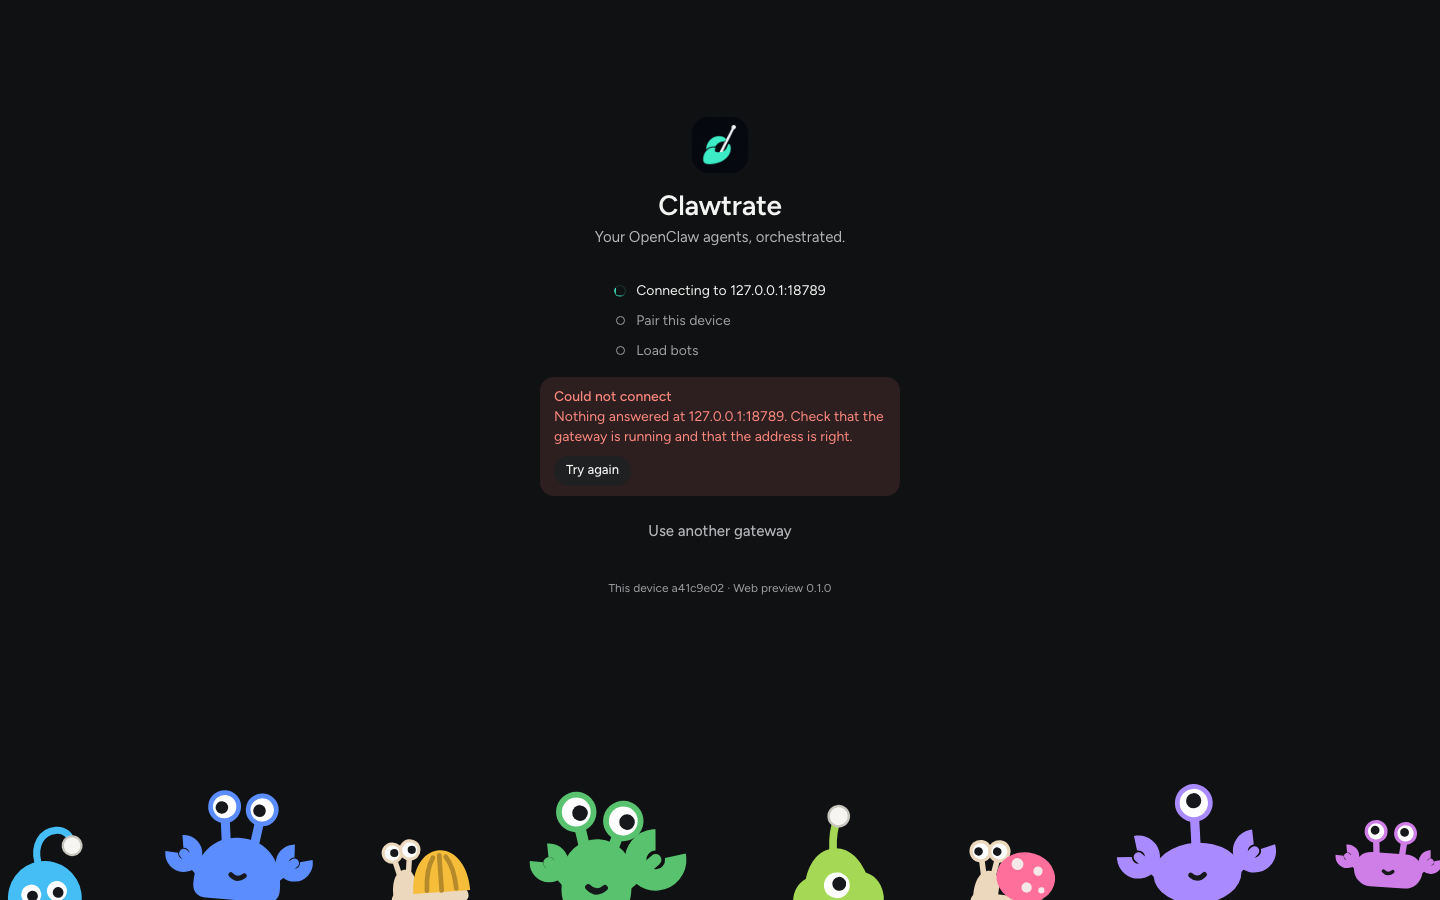 Clawtrate
Your OpenClaw agents, orchestrated.
Connecting to 127.0.0.1:18789
Pair this device
Load bots
Could not connect
Nothing answered at 127.0.0.1:18789. Check that the
gateway is running and that the address is right.
Try again
Use another gateway
This device a41c9e02 · Web preview 0.1.0